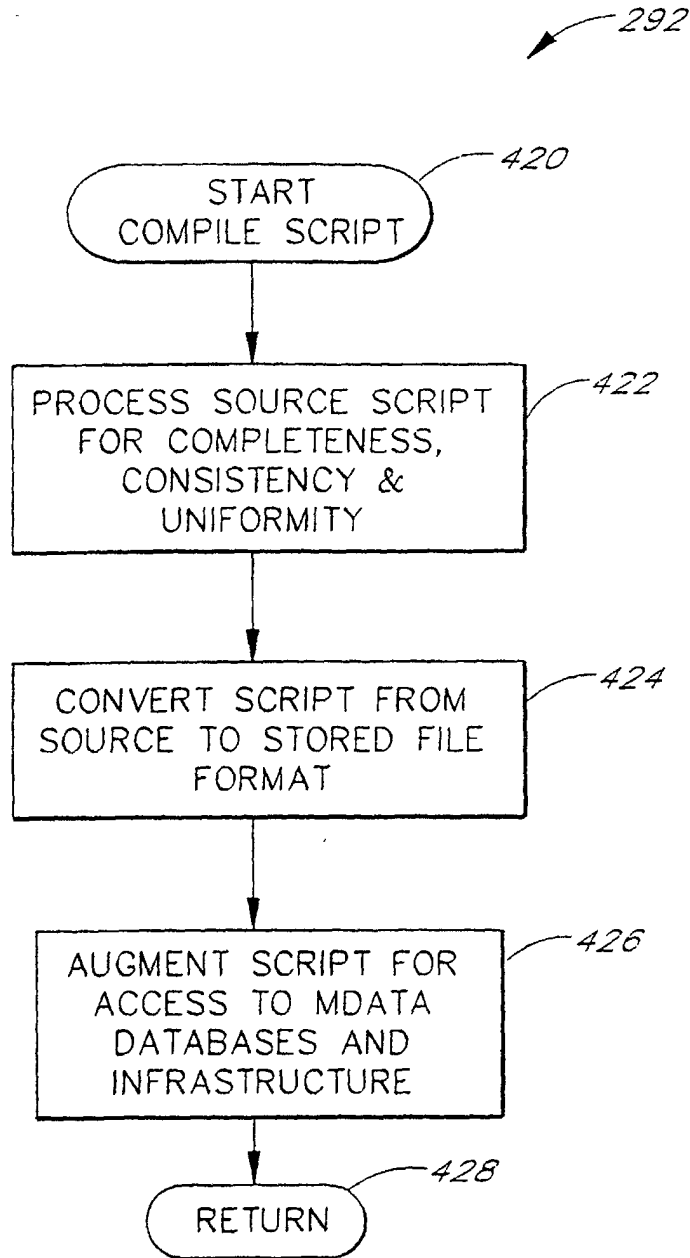 292
420
START
COMPILE SCRIPT
422
PROCESS SOURCE SCRIPT
FOR COMPLETENESS,
CONSISTENCY &
UNIFORMITY
424
CONVERT SCRIPT FROM
SOURCE TO STORED FILE
FORMAT
426
AUGMENT SCRIPT FOR
ACCESS TO MDATA
DATABASES AND
INFRASTRUCTURE
428
RETURN